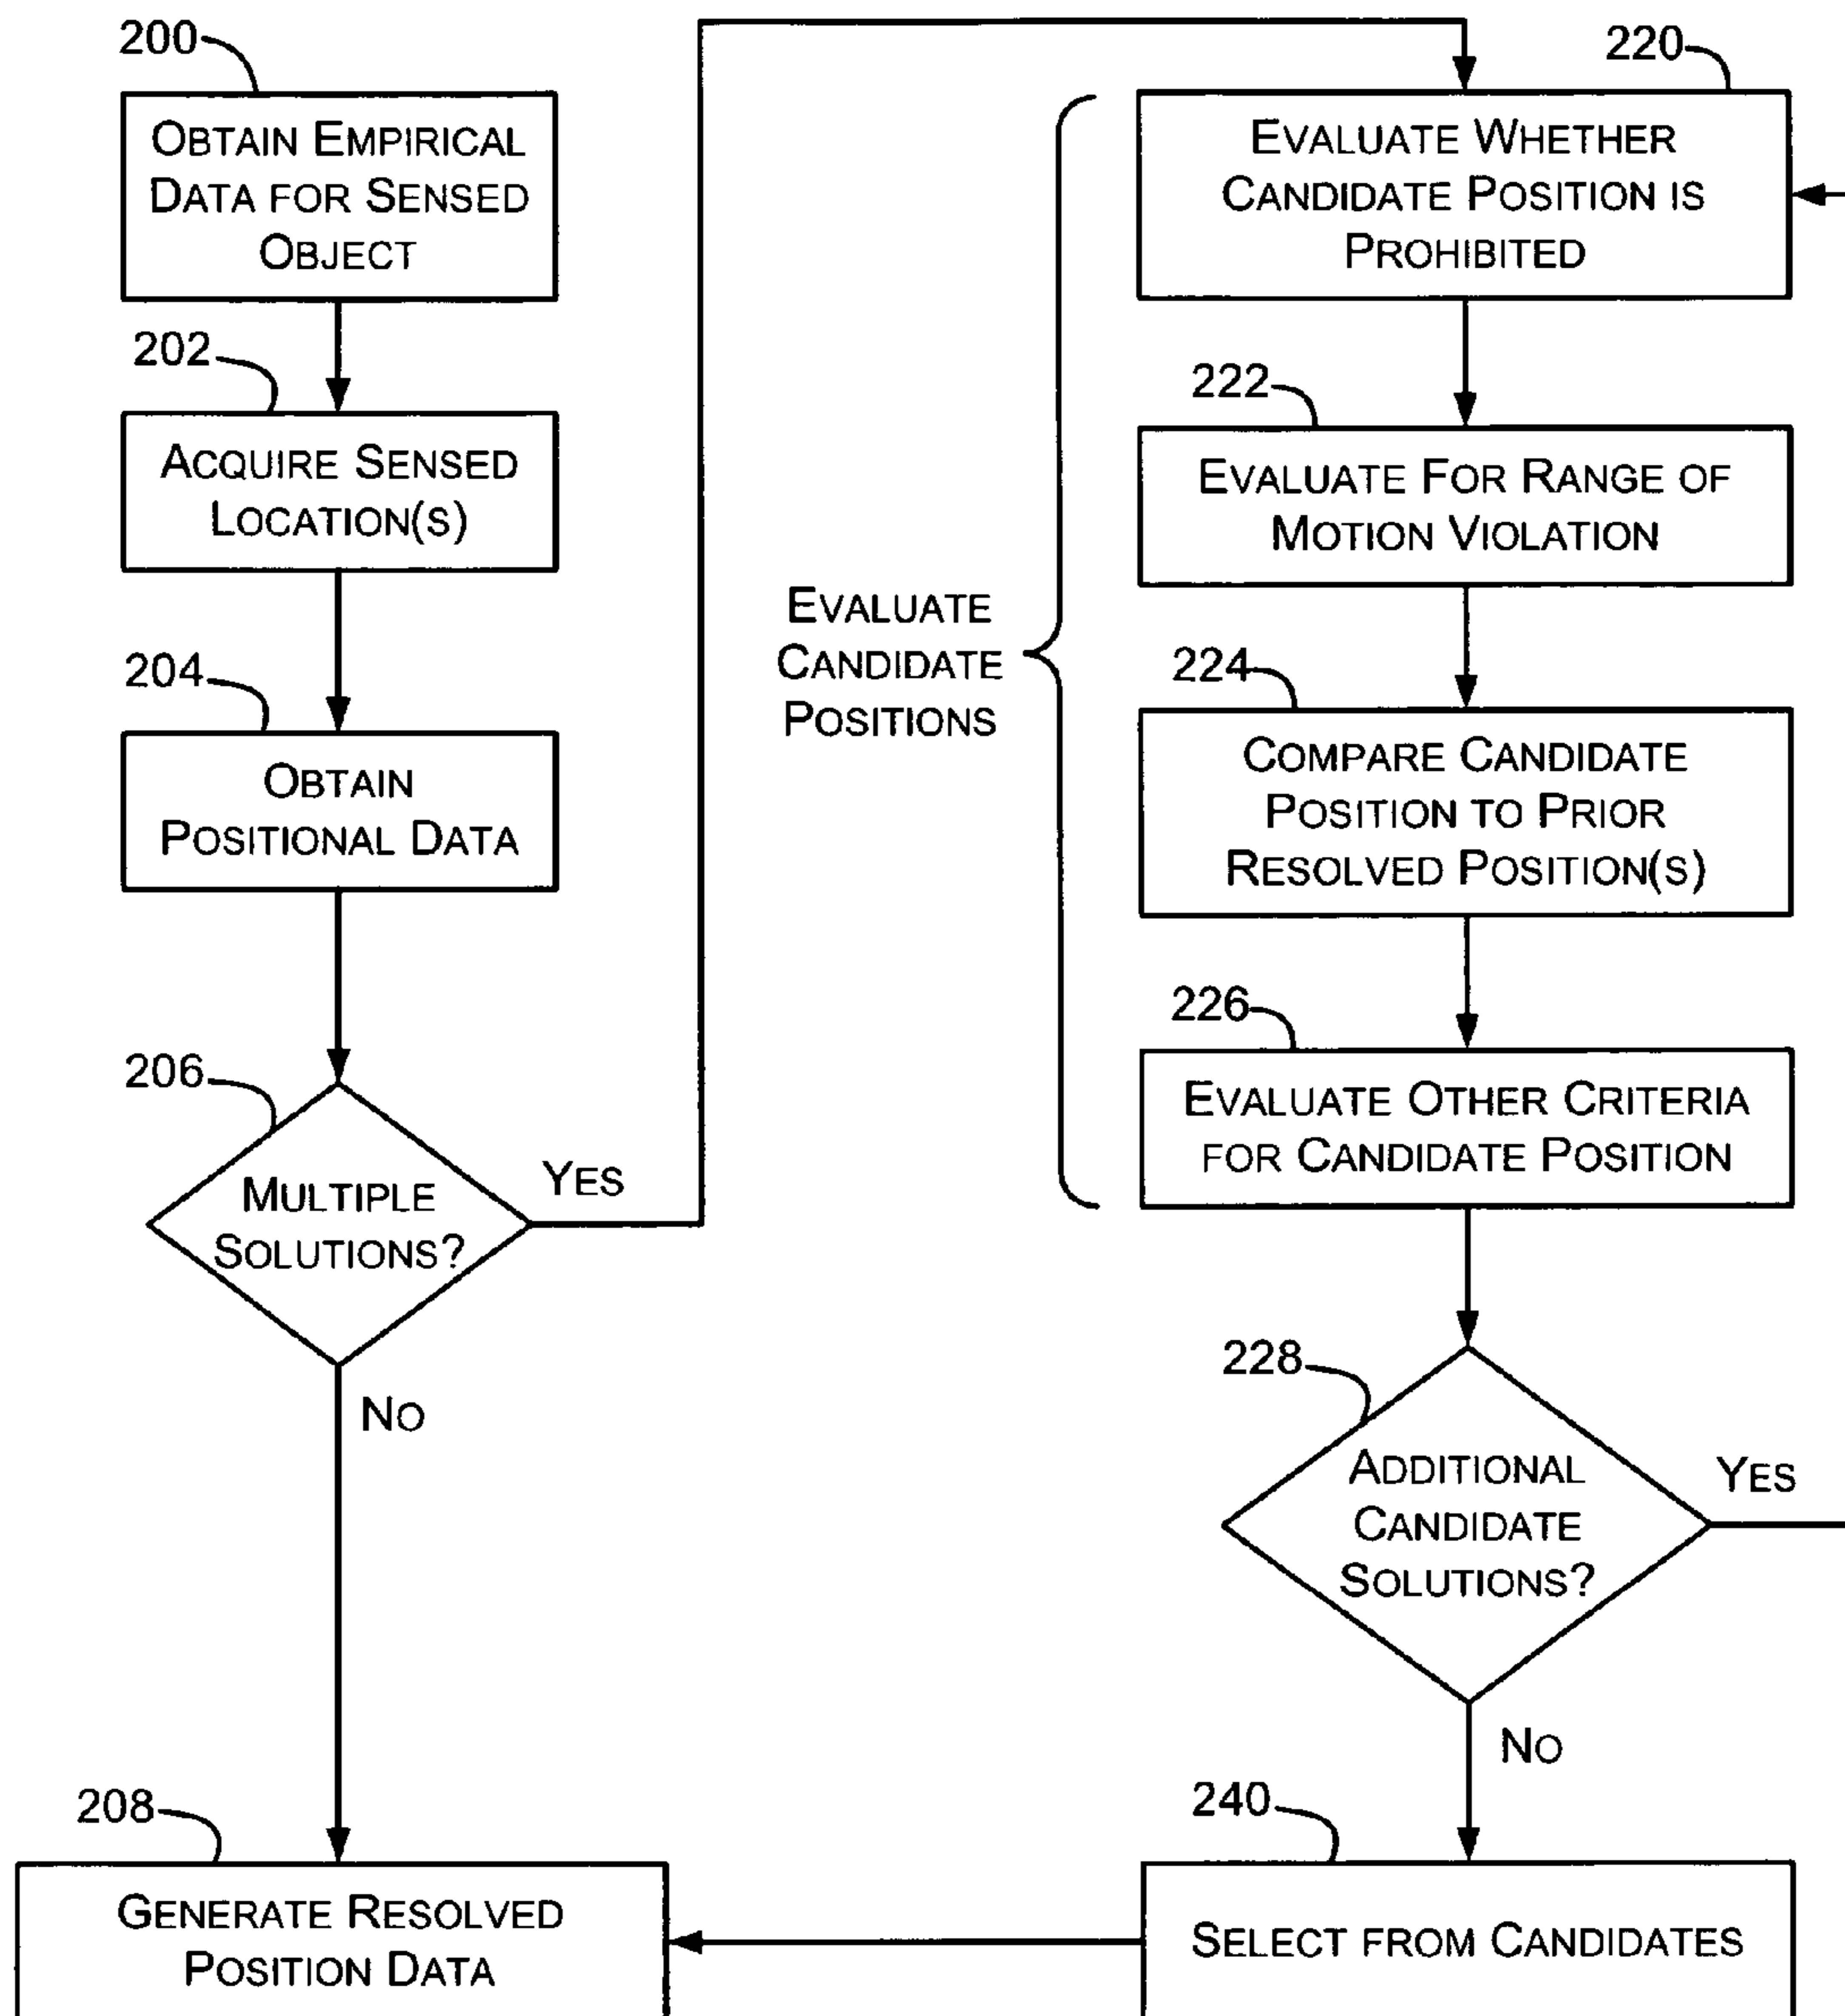 200
OBTAIN EMPIRICAL
DATA FOR SENSED
OBJECT
202
ACQUIRE SENSED
LOCATION(S)
204
OBTAIN
POSITIONAL DATA
206
MULTIPLE
SOLUTIONS?
YES
NO
208
GENERATE RESOLVED
POSITION DATA
EVALUATE
CANDIDATE
POSITIONS
220
EVALUATE WHETHER
CANDIDATE POSITION IS
PROHIBITED
222
EVALUATE FOR RANGE OF
MOTION VIOLATION
224
COMPARE CANDIDATE
POSITION TO PRIOR
RESOLVED POSITION(S)
226
EVALUATE OTHER CRITERIA
FOR CANDIDATE POSITION
228
ADDITIONAL
CANDIDATE
SOLUTIONS?
YES
NO
240
SELECT FROM CANDIDATES